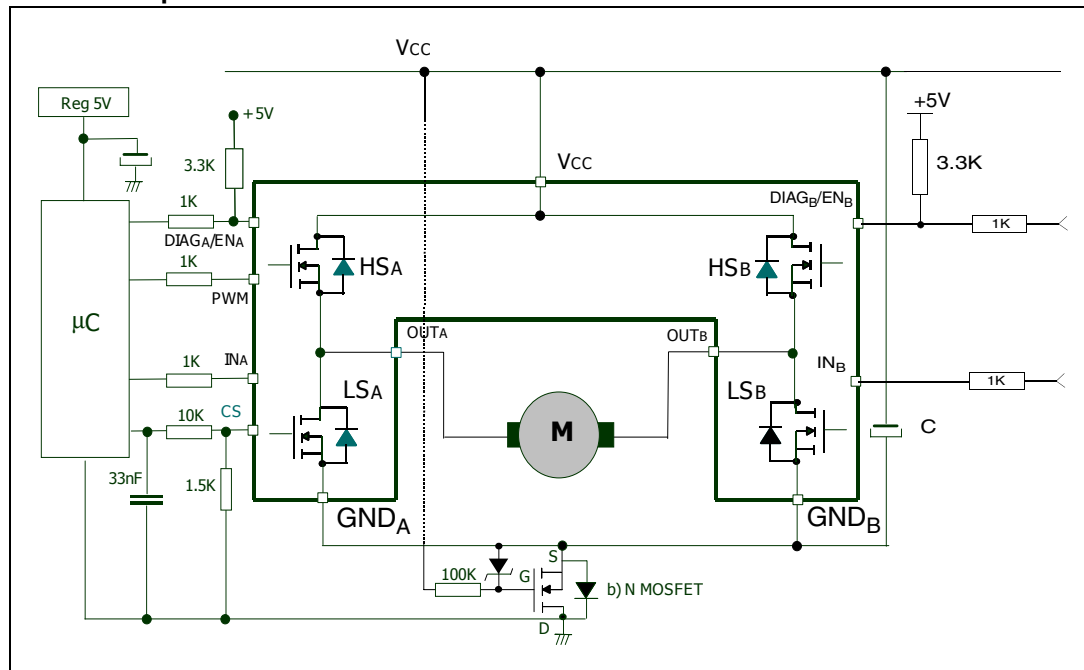 VCC
Reg 5V
+5V
+5V
3.3K
3.3K
VCC
1K
DIAGA/ENA
DIAGB/ENB
1K
HSA
HSB
1K
PWM
µC
OUTA
OUTB
1K
INA
INB
1K
LSA
LSB
10K
CS
M
C
33nF
1.5K
GNDA
GNDB
100K
G
S
D
b) N MOSFET